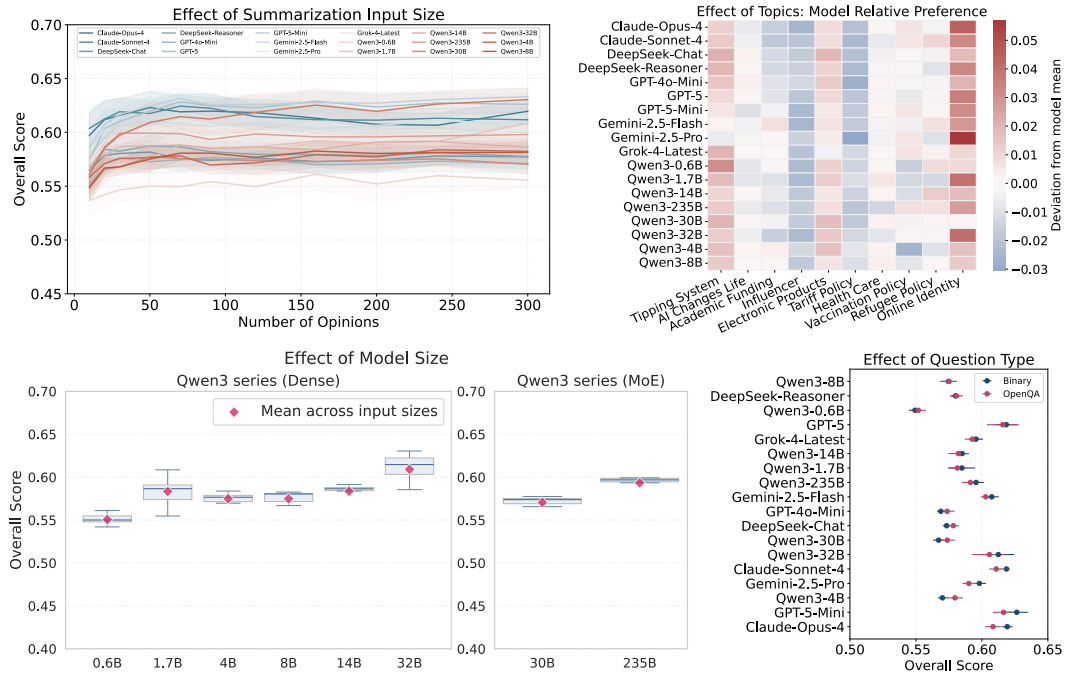 Effect of Summarization Input Size
Overall Score
0.70
0.65
0.60
0.55
0.50
0.45
Claude-Opus-4
Claude-Sonnet-4
DeepSeek-Chat
DeepSeek-Reasoner
GPT-4o-Mini
GPT-5
GPT-5-Mini
Gemini-2.5-Flash
Gemini-2.5-Pro
Grok-4-Latest
Qwen3-0.6B
Qwen3-1.7B
Qwen3-14B
Qwen3-235B
Qwen3-30B
Qwen3-32B
Qwen3-4B
Qwen3-8B
0 50 100 150 200 250 300
Number of Opinions
Effect of Topics: Model Relative Preference
Claude-Opus-4
Claude-Sonnet-4
DeepSeek-Chat
DeepSeek-Reasoner
GPT-4o-Mini
GPT-5
GPT-5-Mini
Gemini-2.5-Flash
Gemini-2.5-Pro
Grok-4-Latest
Qwen3-0.6B
Qwen3-1.7B
Qwen3-14B
Qwen3-235B
Qwen3-30B
Qwen3-32B
Qwen3-4B
Qwen3-8B
Tipping System
AI Changes Life
Academic Funding
Influencer
Electronic Products
Tariff Policy
Health Care
Vaccination Policy
Refugee Policy
Online Identity
0.05
0.04
0.03
0.02
0.01
0.00
−0.01
−0.02
−0.03
Deviation from model mean
Effect of Model Size
Qwen3 series (Dense)
Overall Score
0.70
0.65
0.60
0.55
0.50
0.45
0.40
Mean across input sizes
0.6B 1.7B 4B 8B 14B 32B
Qwen3 series (MoE)
0.70
0.65
0.60
0.55
0.50
0.45
0.40
30B 235B
Effect of Question Type
Binary
OpenQA
Qwen3-8B
DeepSeek-Reasoner
Qwen3-0.6B
GPT-5
Grok-4-Latest
Qwen3-14B
Qwen3-1.7B
Qwen3-235B
Gemini-2.5-Flash
GPT-4o-Mini
DeepSeek-Chat
Qwen3-30B
Qwen3-32B
Claude-Sonnet-4
Gemini-2.5-Pro
Qwen3-4B
GPT-5-Mini
Claude-Opus-4
0.50 0.55 0.60 0.65
Overall Score